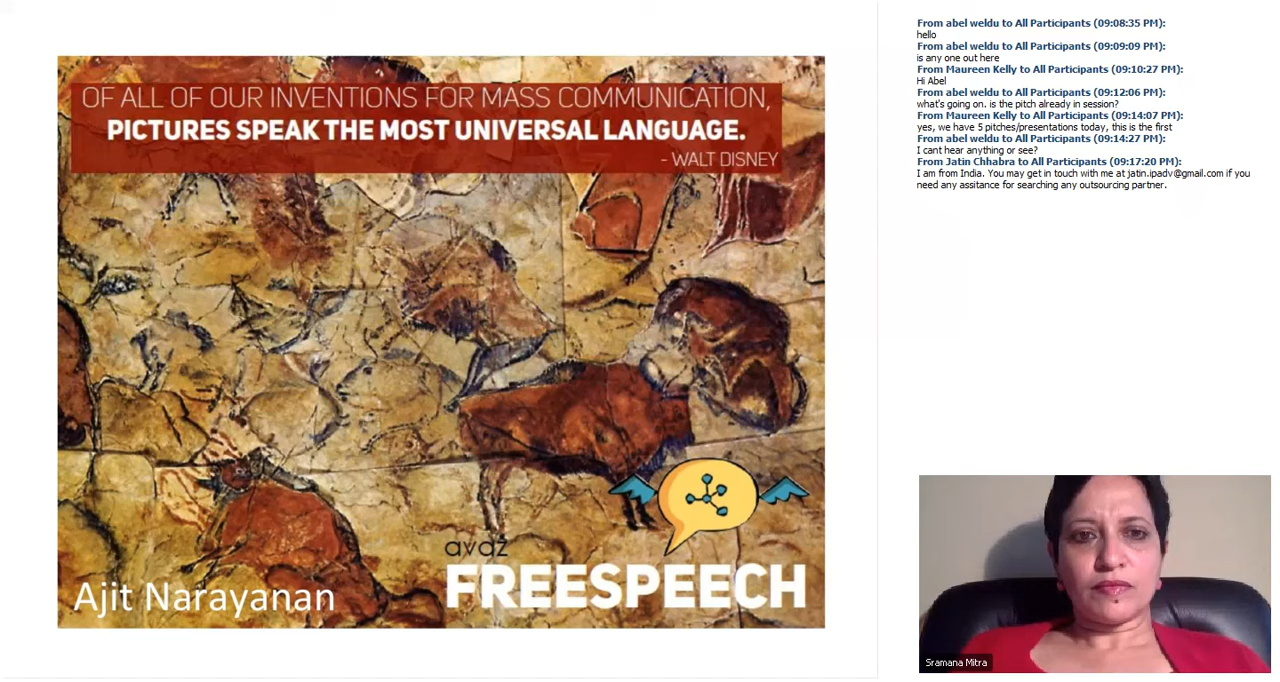 OF ALL OF OUR INVENTIONS FOR MASS COMMUNICATION,
PICTURES SPEAK THE MOST UNIVERSAL LANGUAGE.
- WALT DISNEY
avaz
FREESPEECH
Ajit Narayanan
From abel weldu to All Participants (09:08:35 PM):
hello
From abel weldu to All Participants (09:09:09 PM):
is any one out here
From Maureen Kelly to All Participants (09:10:27 PM):
Hi Abel
From abel weldu to All Participants (09:12:06 PM):
what's going on. is the pitch already in session?
From Maureen Kelly to All Participants (09:14:07 PM):
yes, we have 5 pitches/presentations today, this is the first
From abel weldu to All Participants (09:14:27 PM):
I cant hear anything or see?
From Jatin Chhabra to All Participants (09:17:20 PM):
I am from India. You may get in touch with me at jatin.ipadv@gmail.com if you
need any assitance for searching any outsourcing partner.
Sramana Mitra